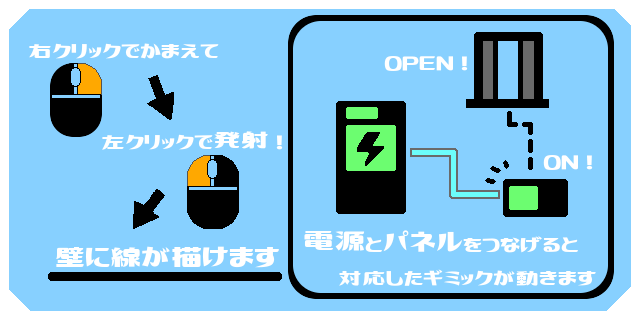 右クリックでかまえて
左クリックで発射！
壁に線が描けます
OPEN！
ON！
電源とパネルをつなげると
対応したギミックが動きます